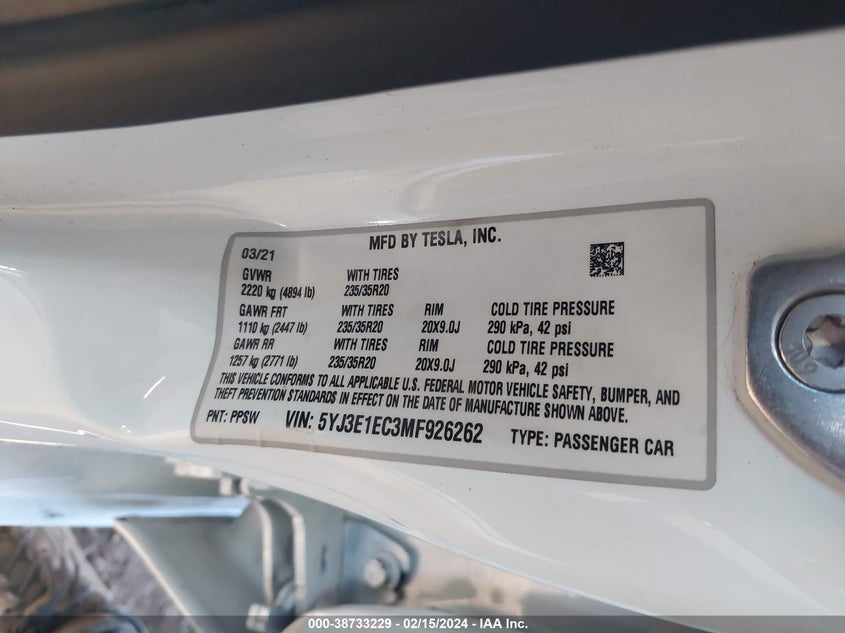 MFD BY TESLA, INC.
03/21
GVWR WITH TIRES
2220 kg (4894 lb) 235/35R20
GAWR FRT WITH TIRES RIM COLD TIRE PRESSURE
1110 kg (2447 lb) 235/35R20 20X9.0J 290 kPa, 42 psi
GAWR RR WITH TIRES RIM COLD TIRE PRESSURE
1257 kg (2771 lb) 235/35R20 20X9.0J 290 kPa, 42 psi
THIS VEHICLE CONFORMS TO ALL APPLICABLE U.S. FEDERAL MOTOR VEHICLE SAFETY, BUMPER, AND
THEFT PREVENTION STANDARDS IN EFFECT ON THE DATE OF MANUFACTURE SHOWN ABOVE.
PNT: PPSW VIN: 5YJ3E1EC3MF926262 TYPE: PASSENGER CAR
000-38733229 - 02/15/2024 - IAA Inc.